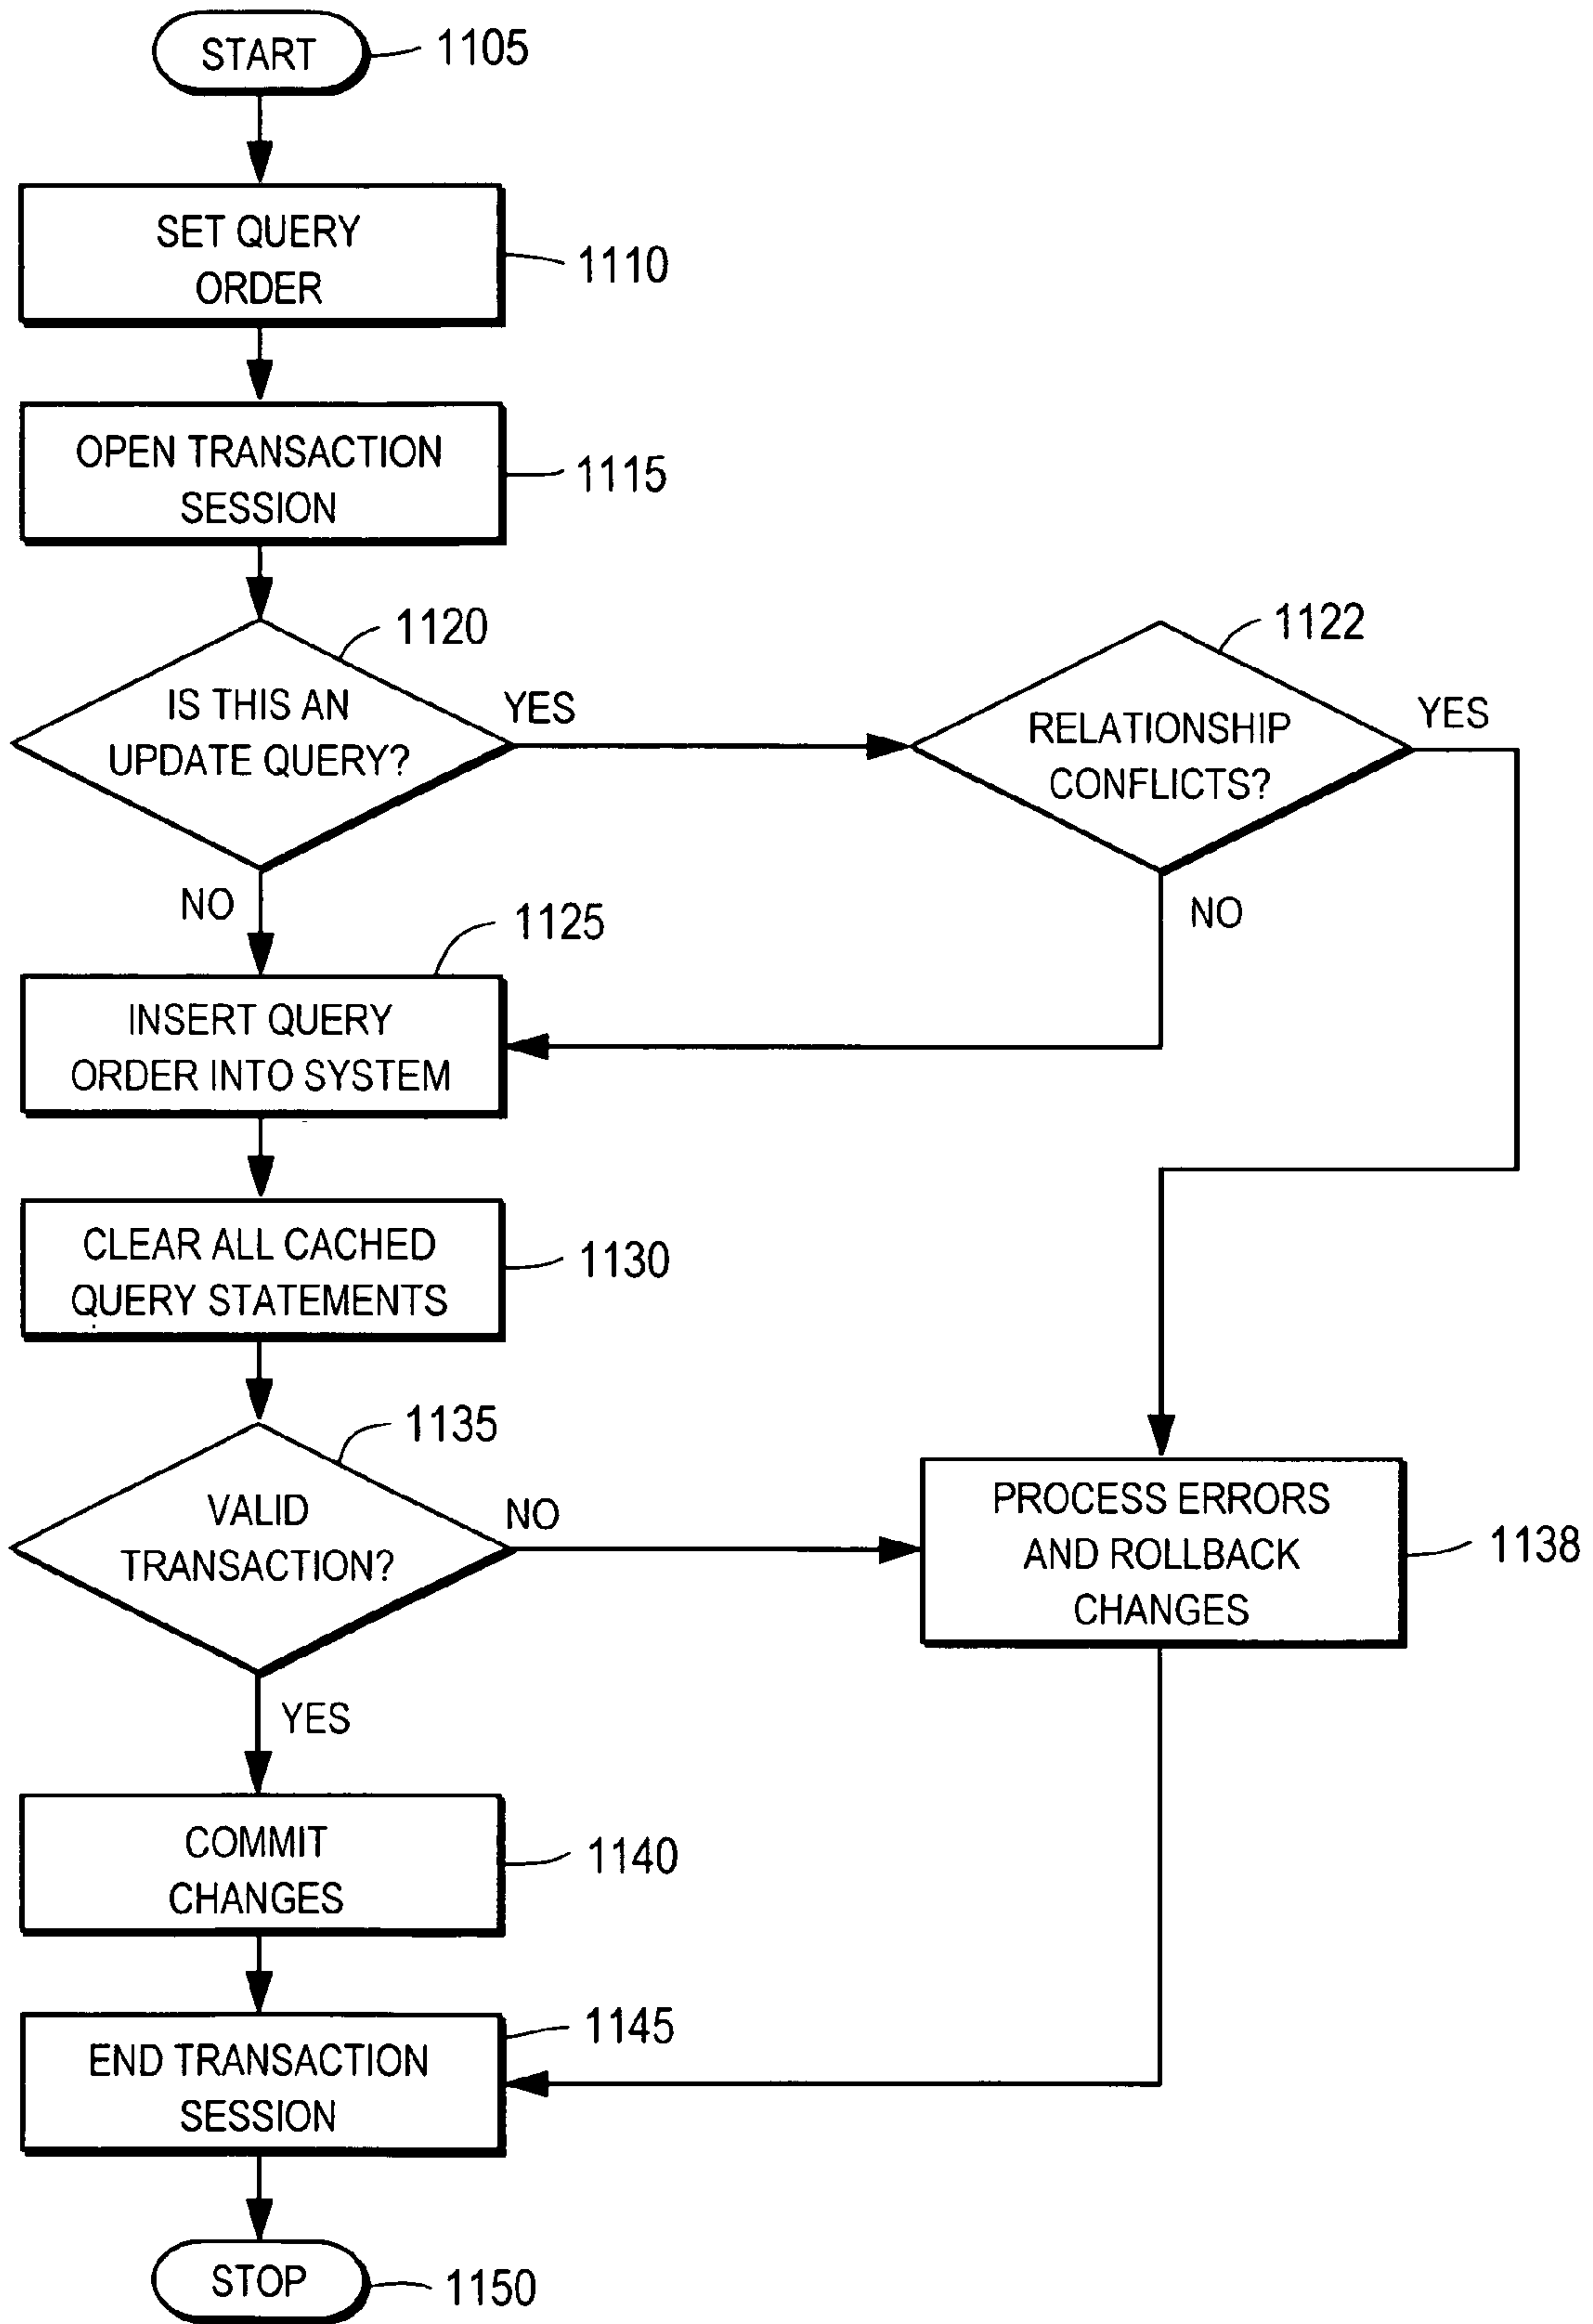 START
1105
SET QUERY
ORDER
1110
OPEN TRANSACTION
SESSION
1115
1120
IS THIS AN
UPDATE QUERY?
YES
1122
RELATIONSHIP
CONFLICTS?
YES
NO
NO
1125
INSERT QUERY
ORDER INTO SYSTEM
CLEAR ALL CACHED
QUERY STATEMENTS
1130
1135
VALID
TRANSACTION?
NO
PROCESS ERRORS
AND ROLLBACK
CHANGES
1138
YES
COMMIT
CHANGES
1140
END TRANSACTION
SESSION
1145
STOP
1150